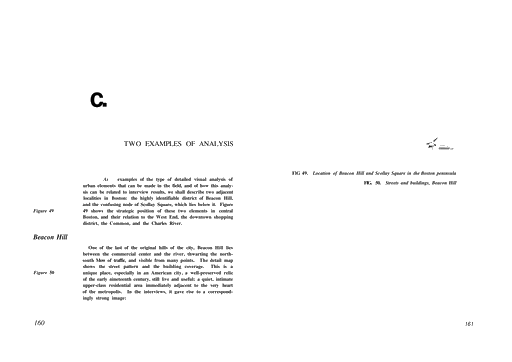 C.
TWO EXAMPLES OF ANALYSIS
As examples of the type of detailed visual analysis of
urban elements that can be made in the field, and of how this analy-
sis can be related to interview results, we shall describe two adjacent
localities in Boston: the highly identifiable district of Beacon Hill,
and the confusing node of Scollay Square, which lies below it. Figure
Figure 49
49 shows the strategic position of these two elements in central
Boston, and their relation to the West End, the downtown shopping
district, the Common, and the Charles River.
Beacon Hill
One of the last of the original hills of the city, Beacon Hill lies
between the commercial center and the river, thwarting the north-
south flow of traffic, and visible from many points. The detail map
shows the street pattern and the building coverage. This is a
Figure 50
unique place, especially in an American city, a well-preserved relic
of the early nineteenth century, still live and useful: a quiet, intimate
upper-class residential area immediately adjacent to the very heart
of the metropolis. In the interviews, it gave rise to a correspond-
ingly strong image:
160
FIG 49. Location of Beacon Hill and Scollay Square in the Boston peninsula
FIG. 50. Streets and buildings, Beacon Hill
161